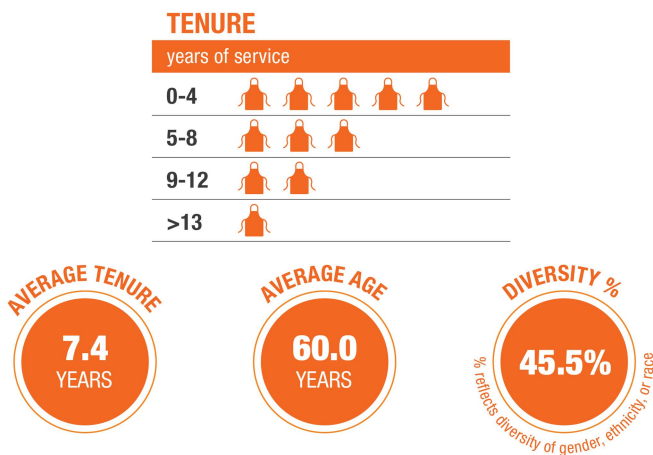 TENURE
years of service
0-4
5-8
9-12
>13
AVERAGE TENURE
7.4
YEARS
AVERAGE AGE
60.0
YEARS
DIVERSITY %
45.5%
% reflects diversity of gender, ethnicity, or race